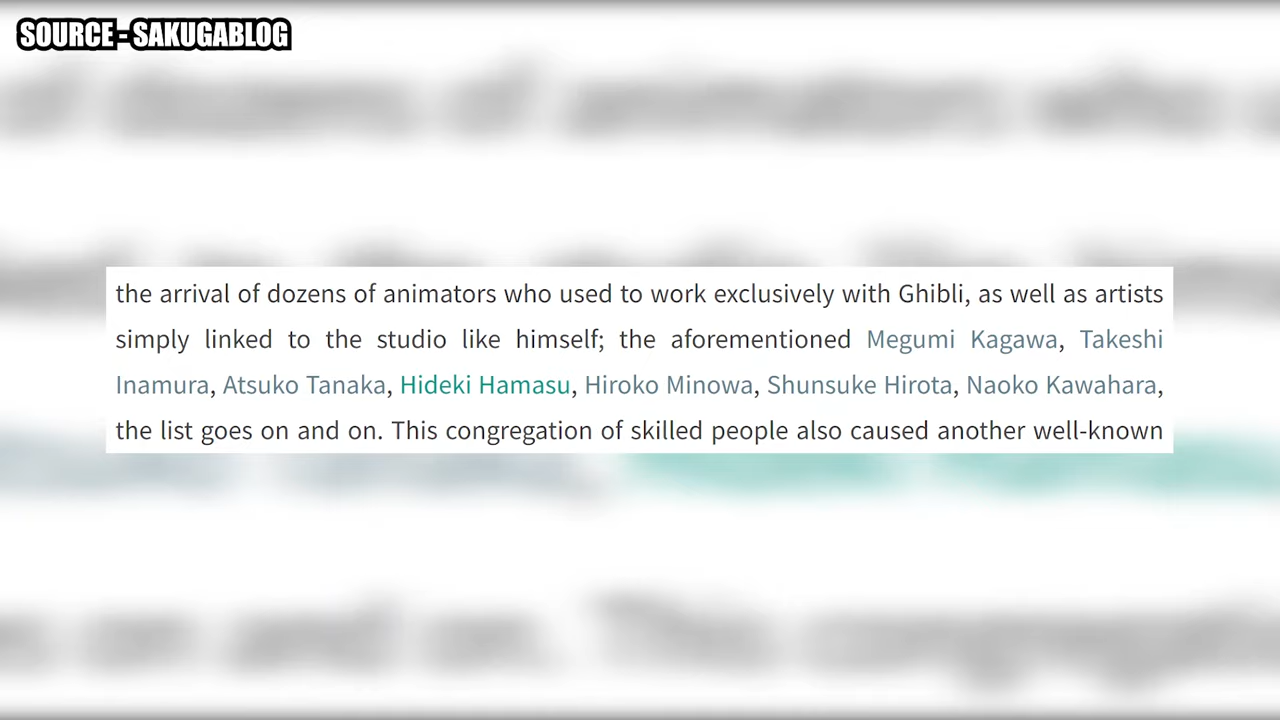 SOURCE - SAKUGABLOG
the arrival of dozens of animators who used to work exclusively with Ghibli, as well as artists
simply linked to the studio like himself; the aforementioned Megumi Kagawa, Takeshi
Inamura, Atsuko Tanaka, Hideki Hamasu, Hiroko Minowa, Shunsuke Hirota, Naoko Kawahara,
the list goes on and on. This congregation of skilled people also caused another well-known